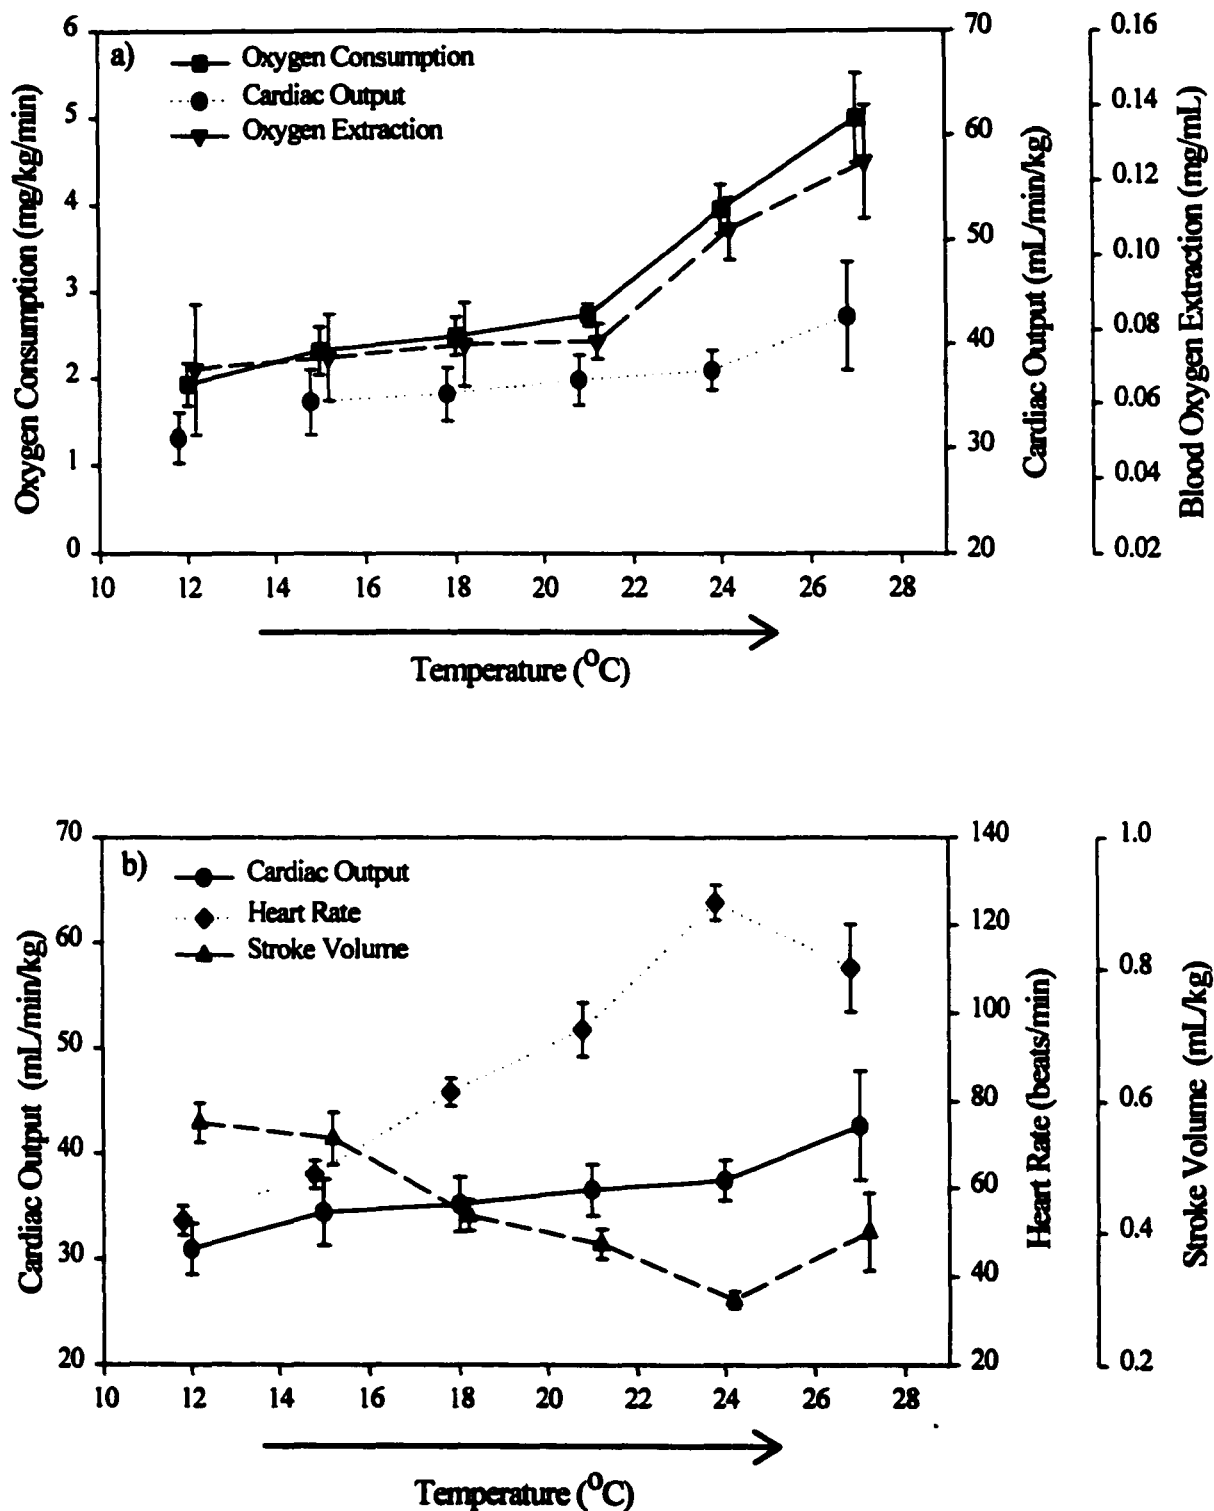 a)
Oxygen Consumption
Cardiac Output
Oxygen Extraction
Oxygen Consumption (mg/kg/min)
6
5
4
3
2
1
0
10 12 14 16 18 20 22 24 26 28
Temperature (°C)
70
60
50
40
30
20
Cardiac Output (mL/min/kg)
0.16
0.14
0.12
0.10
0.08
0.06
0.04
0.02
Blood Oxygen Extraction (mg/mL)
b)
Cardiac Output
Heart Rate
Stroke Volume
Cardiac Output (mL/min/kg)
70
60
50
40
30
20
10 12 14 16 18 20 22 24 26 28
Temperature (°C)
140
120
100
80
60
40
20
Heart Rate (beats/min)
1.0
0.8
0.6
0.4
0.2
Stroke Volume (mL/kg)